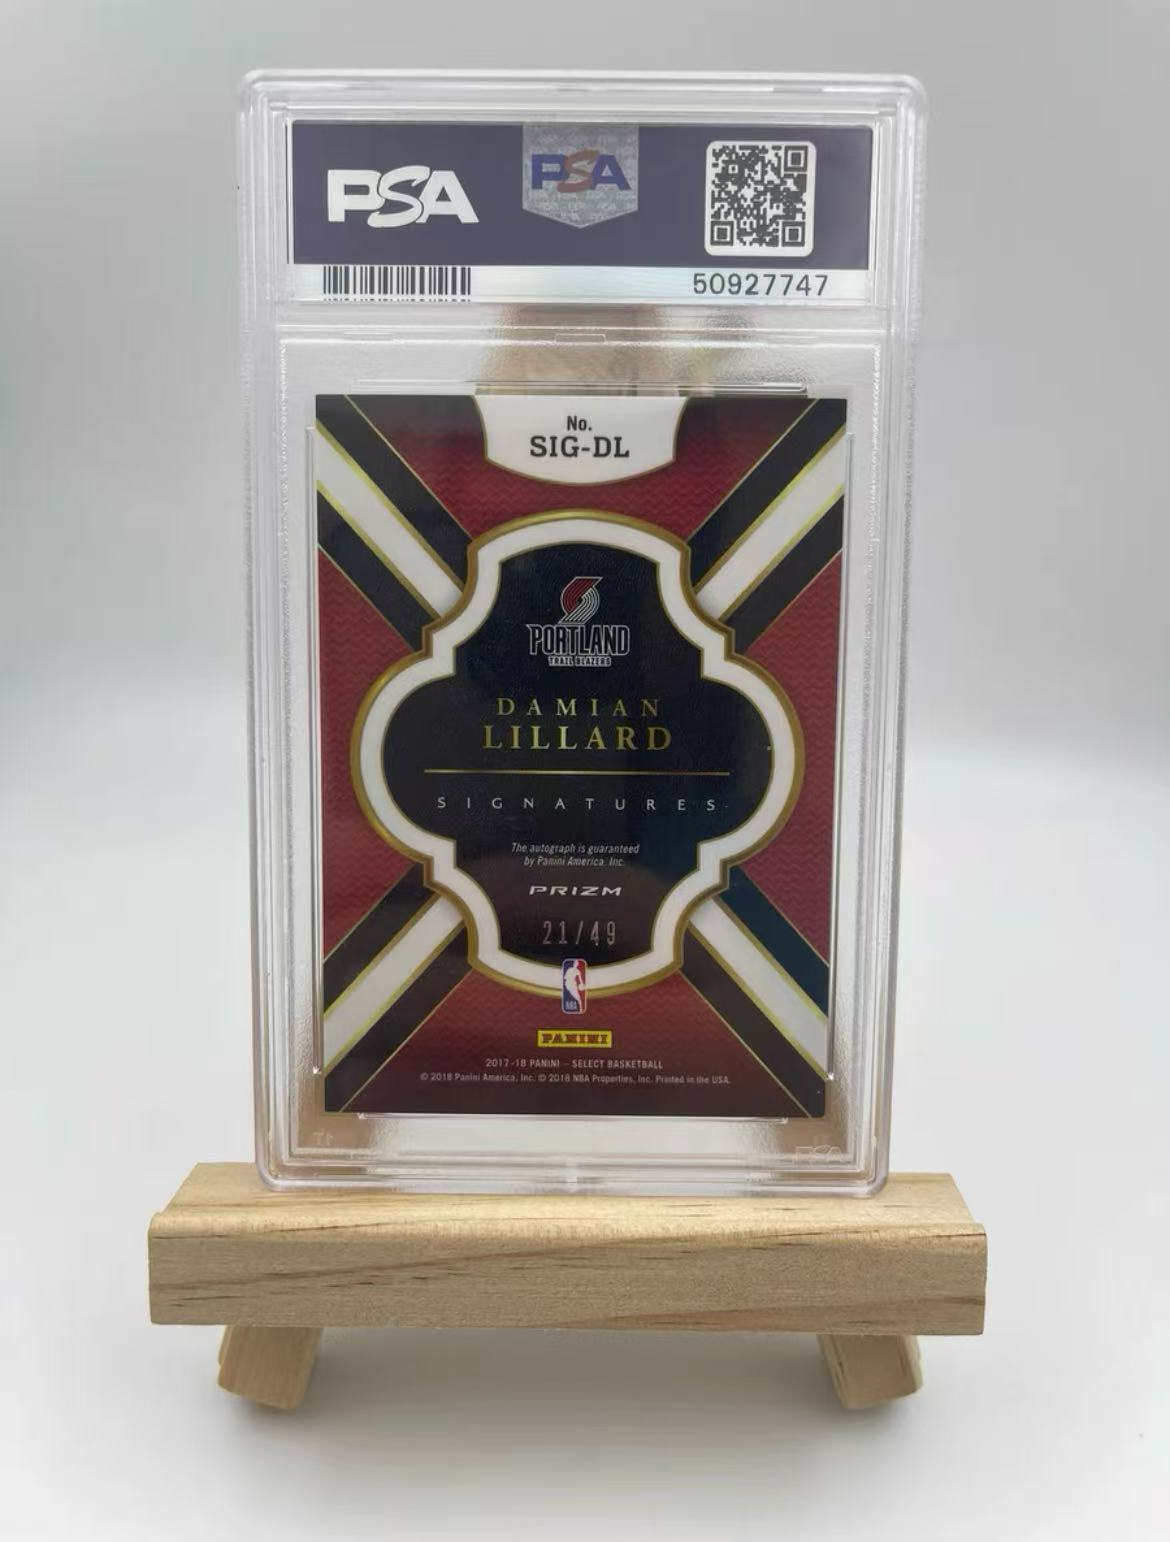 PSA
PSA
50927747
No.
SIG-DL
PORTLAND
TRAIL BLAZERS
DAMIAN
LILLARD
SIGNATURES
The autograph is guaranteed
by Panini America, Inc.
PRIZM
21/49
NBA
PANINI
2017-18 PANINI – SELECT BASKETBALL
© 2018 Panini America, Inc. © 2018 NBA Properties, Inc. Printed in the USA.
PSA